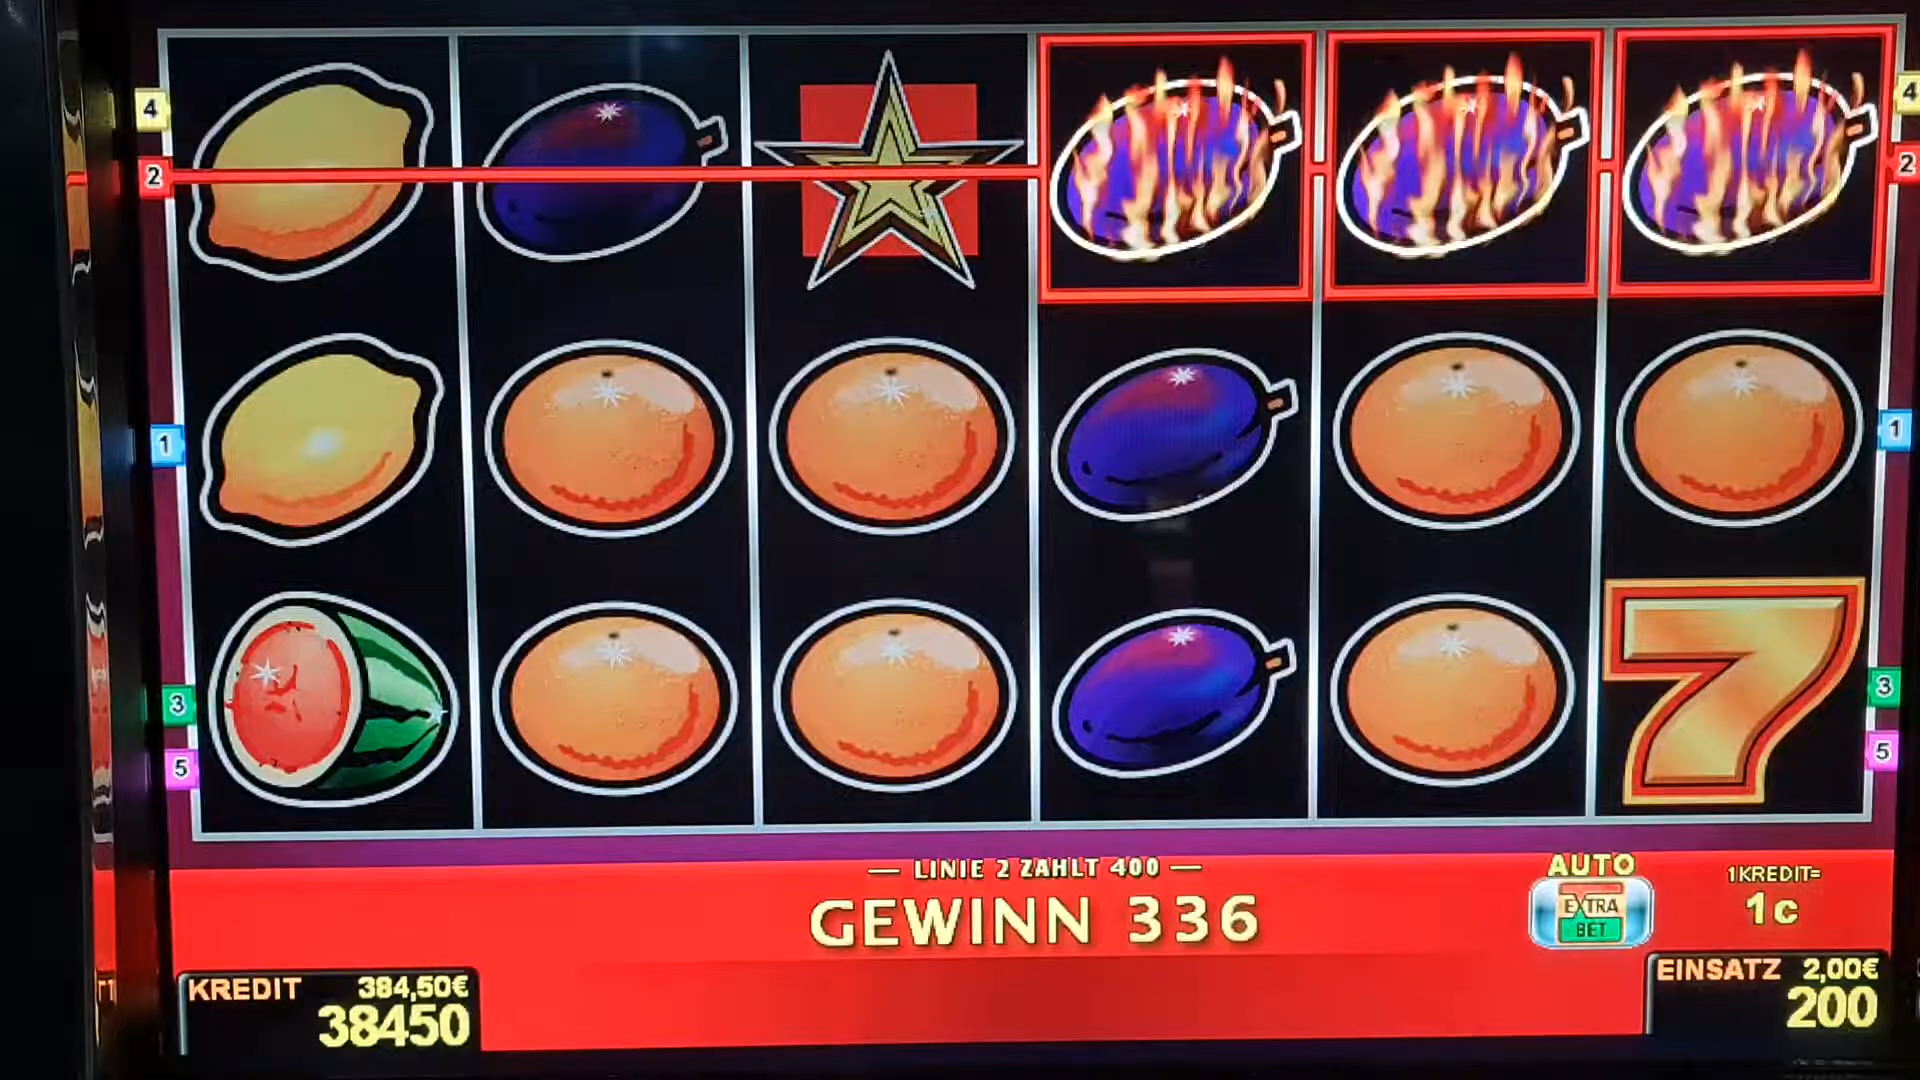 4
4
2
2
1
1
3
3
5
5
7
— LINIE 2 ZAHLT 400 —
GEWINN 336
AUTO
EXTRA
BET
1KREDIT=
1c
KREDIT 384,50€
38450
EINSATZ 2,00€
200